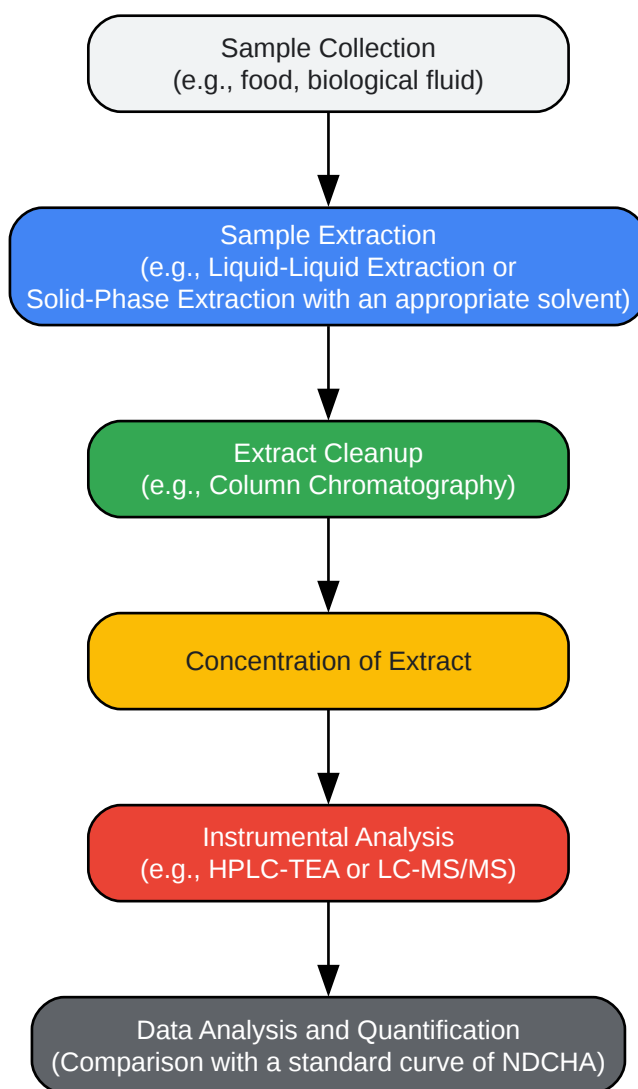 Sample Collection
(e.g., food, biological fluid)
Sample Extraction
(e.g., Liquid-Liquid Extraction or
Solid-Phase Extraction with an appropriate solvent)
Extract Cleanup
(e.g., Column Chromatography)
Concentration of Extract
Instrumental Analysis
(e.g., HPLC-TEA or LC-MS/MS)
Data Analysis and Quantification
(Comparison with a standard curve of NDCHA)